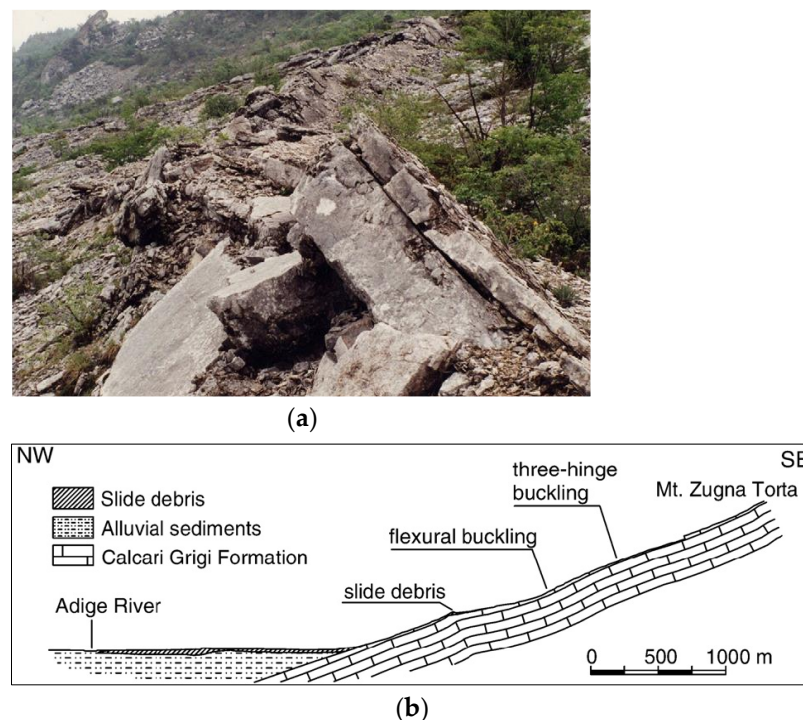 (a)
NW
SE
three-hinge
buckling
Mt. Zugna Torta
Slide debris
Alluvial sediments
Calcari Grigi Formation
flexural buckling
slide debris
Adige River
0 500 1000 m
(b)